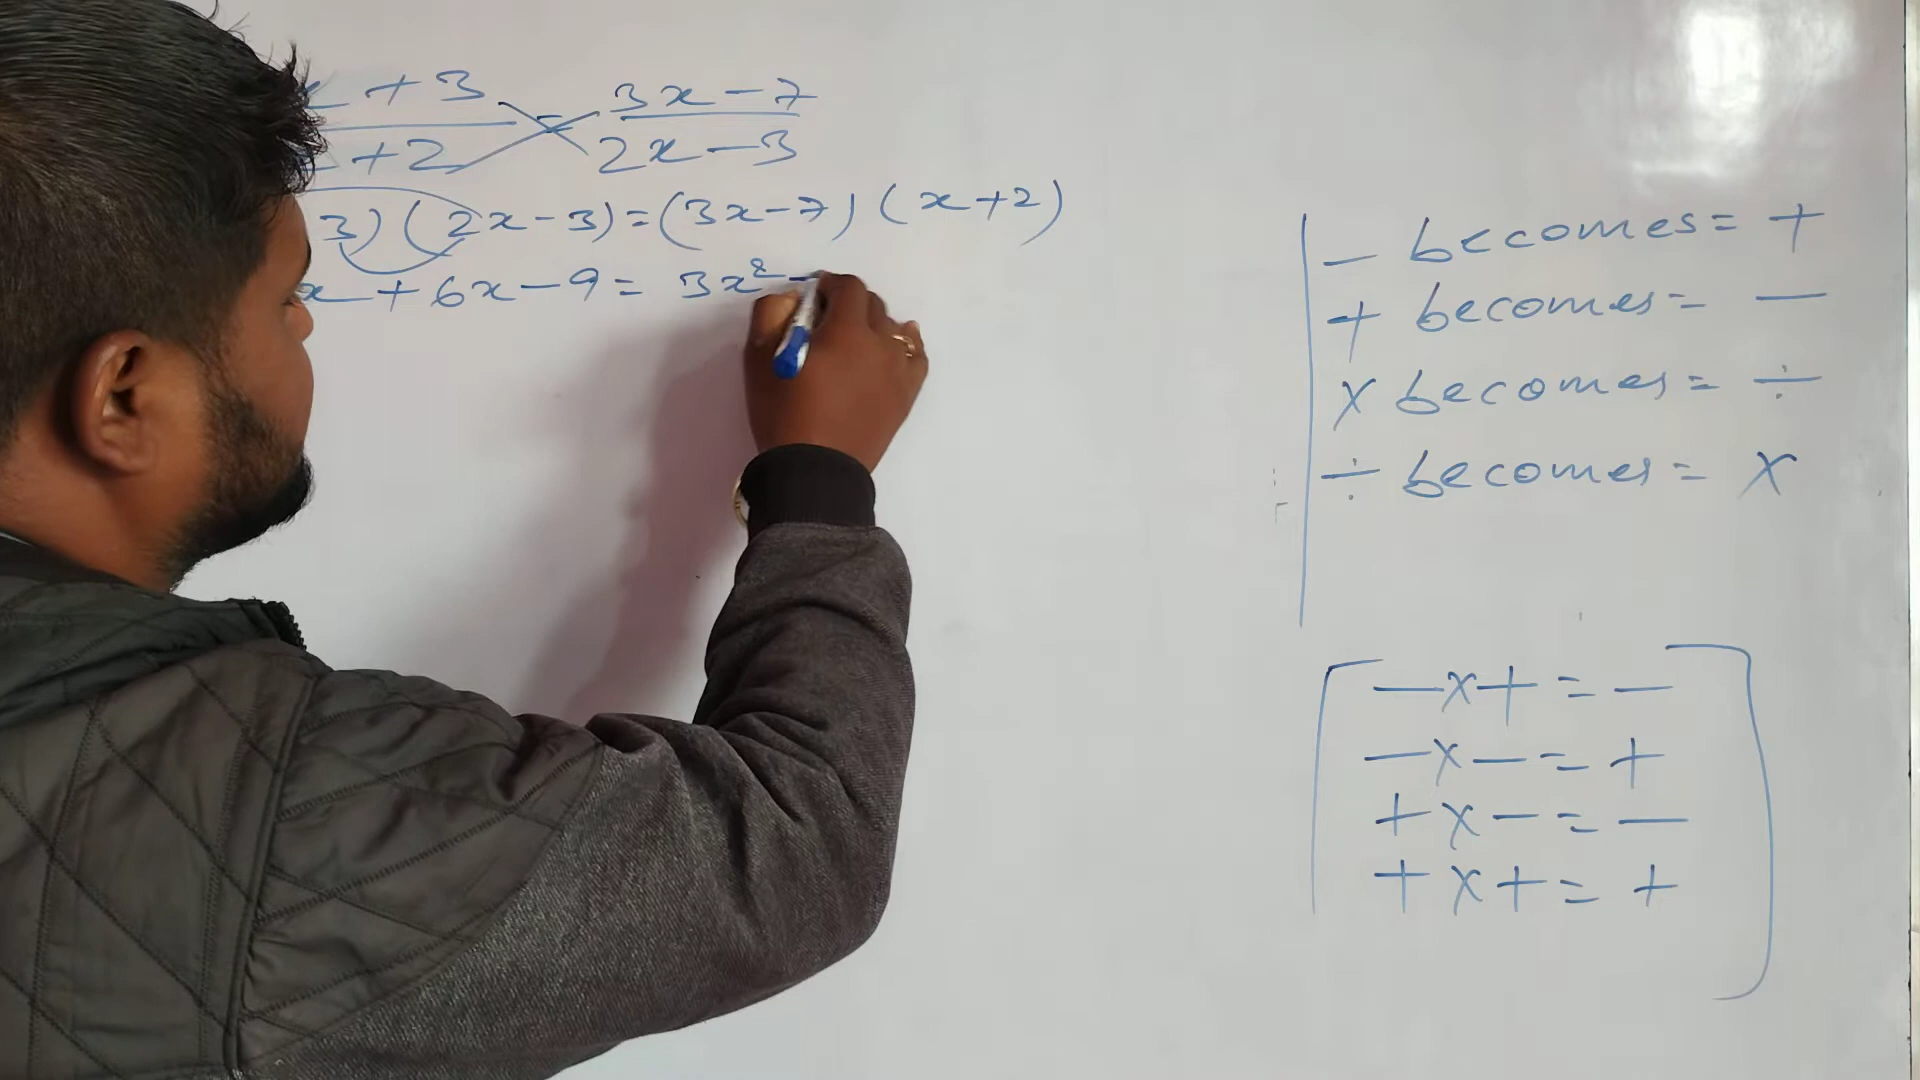 x + 3 = 3x - 7
x + 2 2x - 3
3) (2x - 3) = (3x - 7) (x + 2)
x + 6x - 9 = 3x² -
- becomes = +
+ becomes = -
x becomes = ÷
÷ becomes = x
- x + = -
- x - = +
+ x - = -
+ x + = +